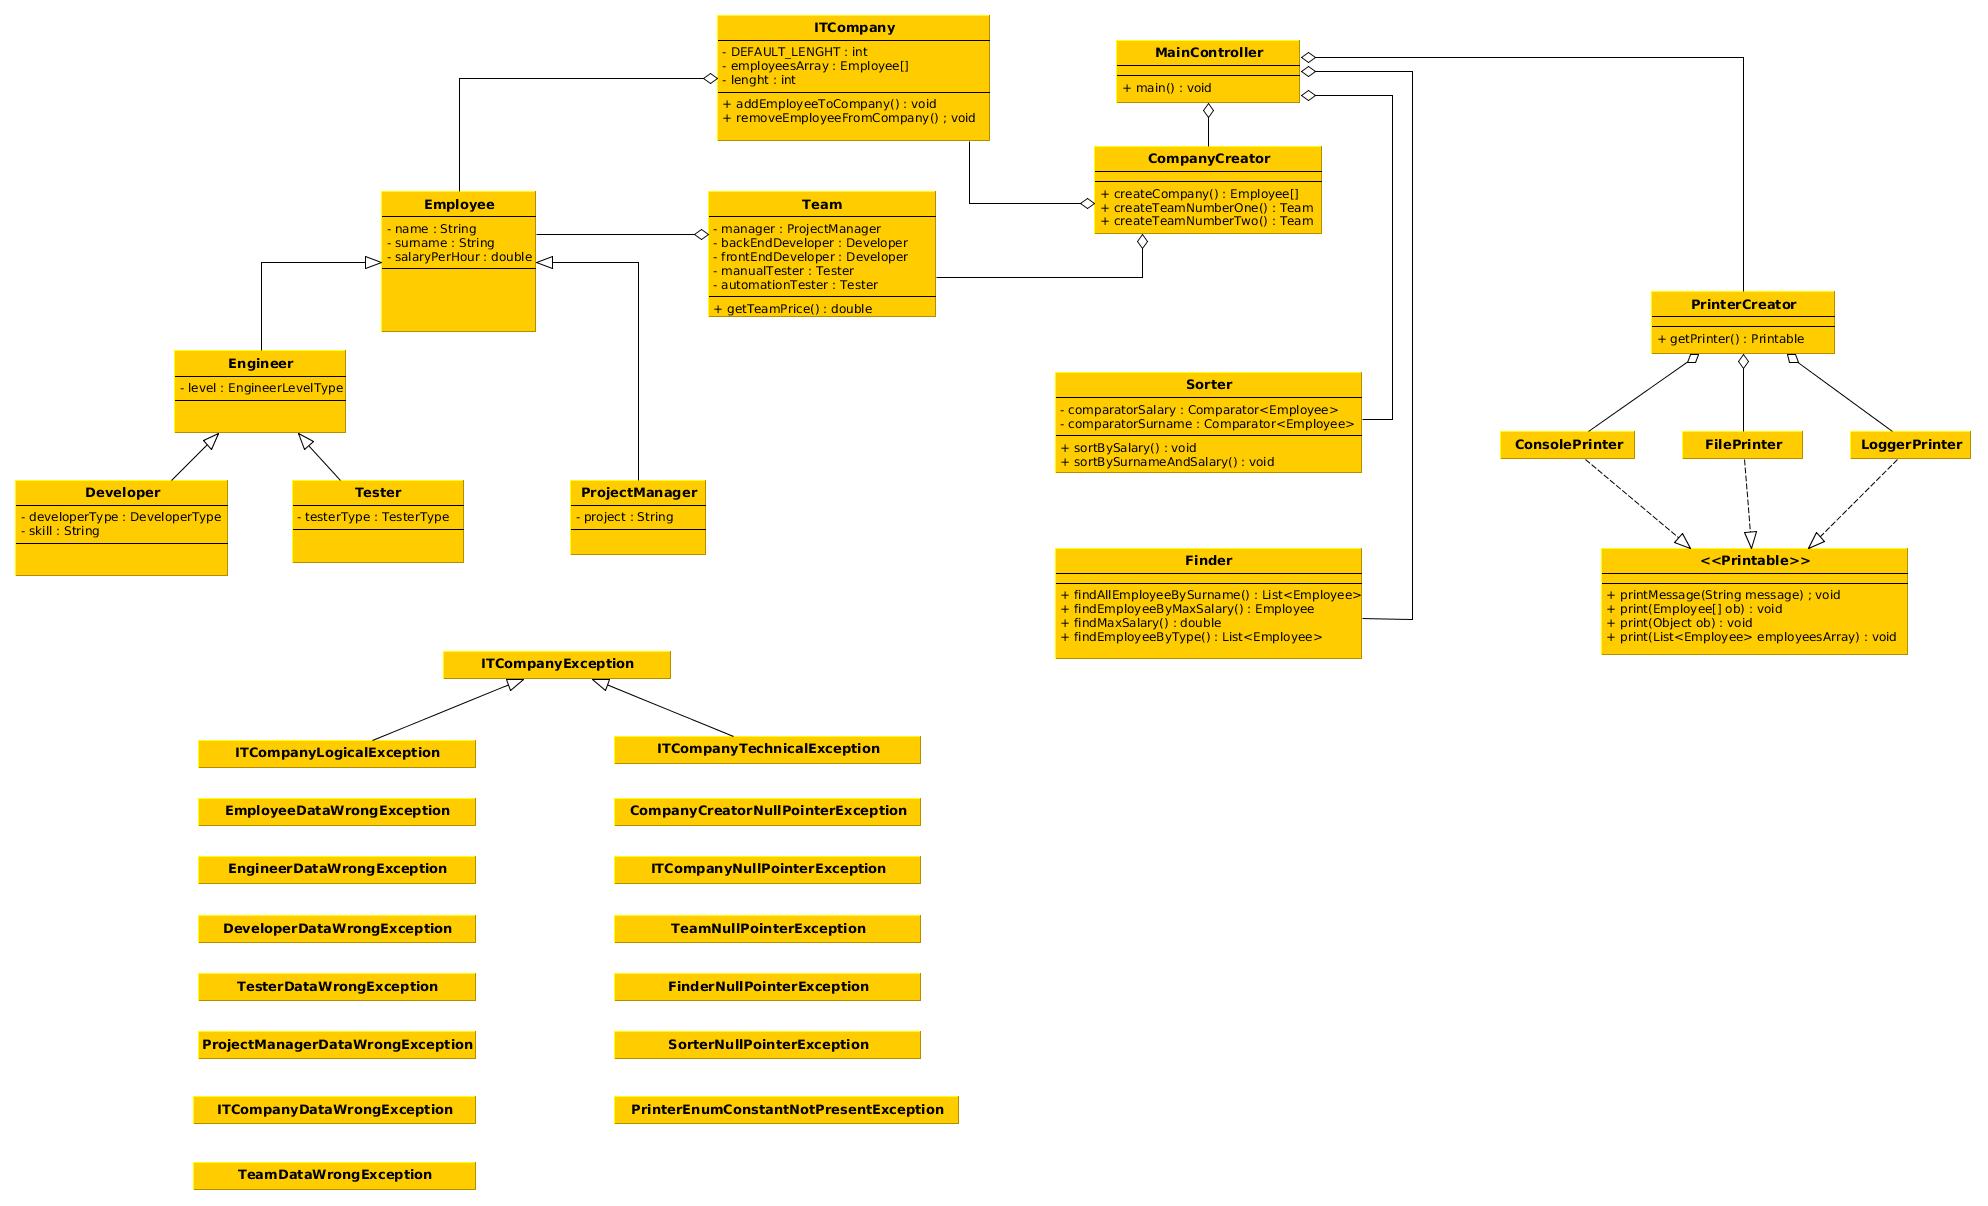 ITCompany
- DEFAULT_LENGHT : int
- employeesArray : Employee[]
- lenght : int
+ addEmployeeToCompany() : void
+ removeEmployeeFromCompany() ; void
MainController
+ main() : void
CompanyCreator
+ createCompany() : Employee[]
+ createTeamNumberOne() : Team
+ createTeamNumberTwo() : Team
Employee
- name : String
- surname : String
- salaryPerHour : double
Team
- manager : ProjectManager
- backEndDeveloper : Developer
- frontEndDeveloper : Developer
- manualTester : Tester
- automationTester : Tester
+ getTeamPrice() : double
PrinterCreator
+ getPrinter() : Printable
Engineer
- level : EngineerLevelType
Sorter
- comparatorSalary : Comparator<Employee>
- comparatorSurname : Comparator<Employee>
+ sortBySalary() : void
+ sortBySurnameAndSalary() : void
ConsolePrinter
FilePrinter
LoggerPrinter
Developer
- developerType : DeveloperType
- skill : String
Tester
- testerType : TesterType
ProjectManager
- project : String
Finder
+ findAllEmployeeBySurname() : List<Employee>
+ findEmployeeByMaxSalary() : Employee
+ findMaxSalary() : double
+ findEmployeeByType() : List<Employee>
<<Printable>>
+ printMessage(String message) ; void
+ print(Employee[] ob) : void
+ print(Object ob) : void
+ print(List<Employee> employeesArray) : void
ITCompanyException
ITCompanyLogicalException
ITCompanyTechnicalException
EmployeeDataWrongException
CompanyCreatorNullPointerException
EngineerDataWrongException
ITCompanyNullPointerException
DeveloperDataWrongException
TeamNullPointerException
TesterDataWrongException
FinderNullPointerException
ProjectManagerDataWrongException
SorterNullPointerException
ITCompanyDataWrongException
PrinterEnumConstantNotPresentException
TeamDataWrongException